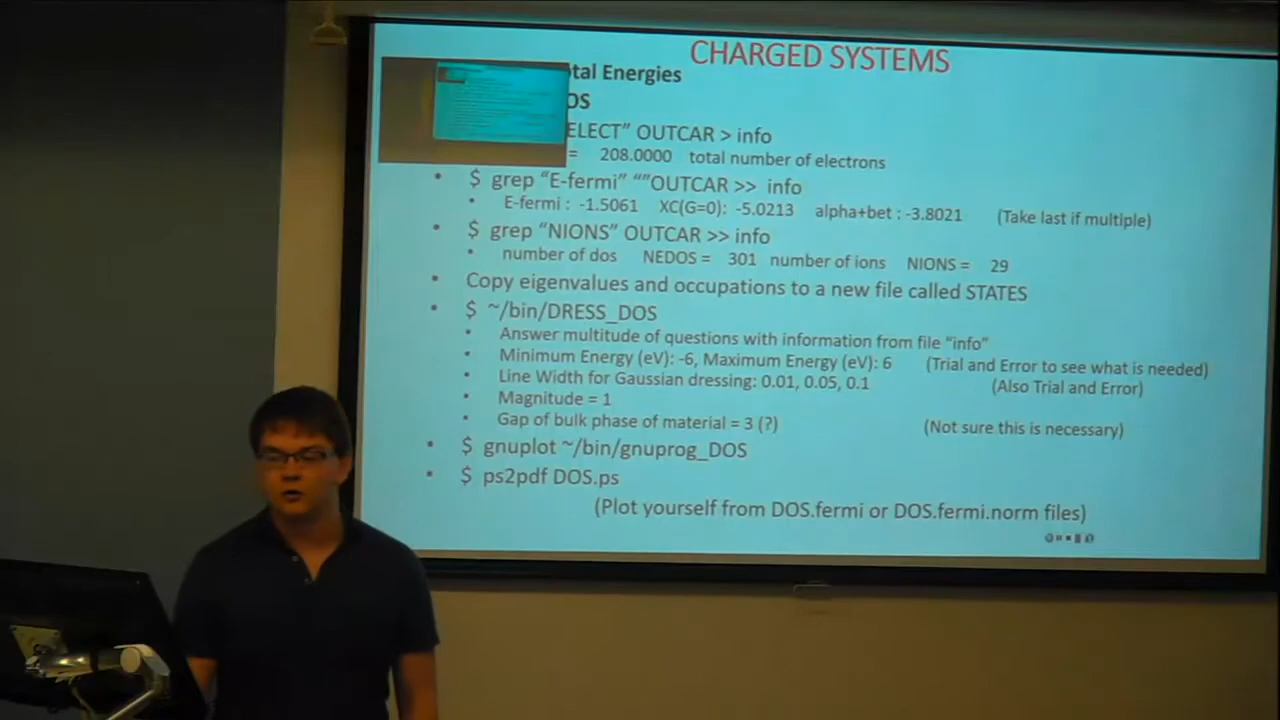 CHARGED SYSTEMS
tal Energies
OS
ELECT” OUTCAR > info
= 208.0000 total number of electrons
• $ grep “E-fermi” “”OUTCAR >> info
• E-fermi : -1.5061 XC(G=0): -5.0213 alpha+bet : -3.8021 (Take last if multiple)
• $ grep “NIONS” OUTCAR >> info
• number of dos NEDOS = 301 number of ions NIONS = 29
• Copy eigenvalues and occupations to a new file called STATES
• $ ~/bin/DRESS_DOS
• Answer multitude of questions with information from file “info”
• Minimum Energy (eV): -6, Maximum Energy (eV): 6 (Trial and Error to see what is needed)
• Line Width for Gaussian dressing: 0.01, 0.05, 0.1 (Also Trial and Error)
• Magnitude = 1
• Gap of bulk phase of material = 3 (?) (Not sure this is necessary)
• $ gnuplot ~/bin/gnuprog_DOS
• $ ps2pdf DOS.ps
(Plot yourself from DOS.fermi or DOS.fermi.norm files)